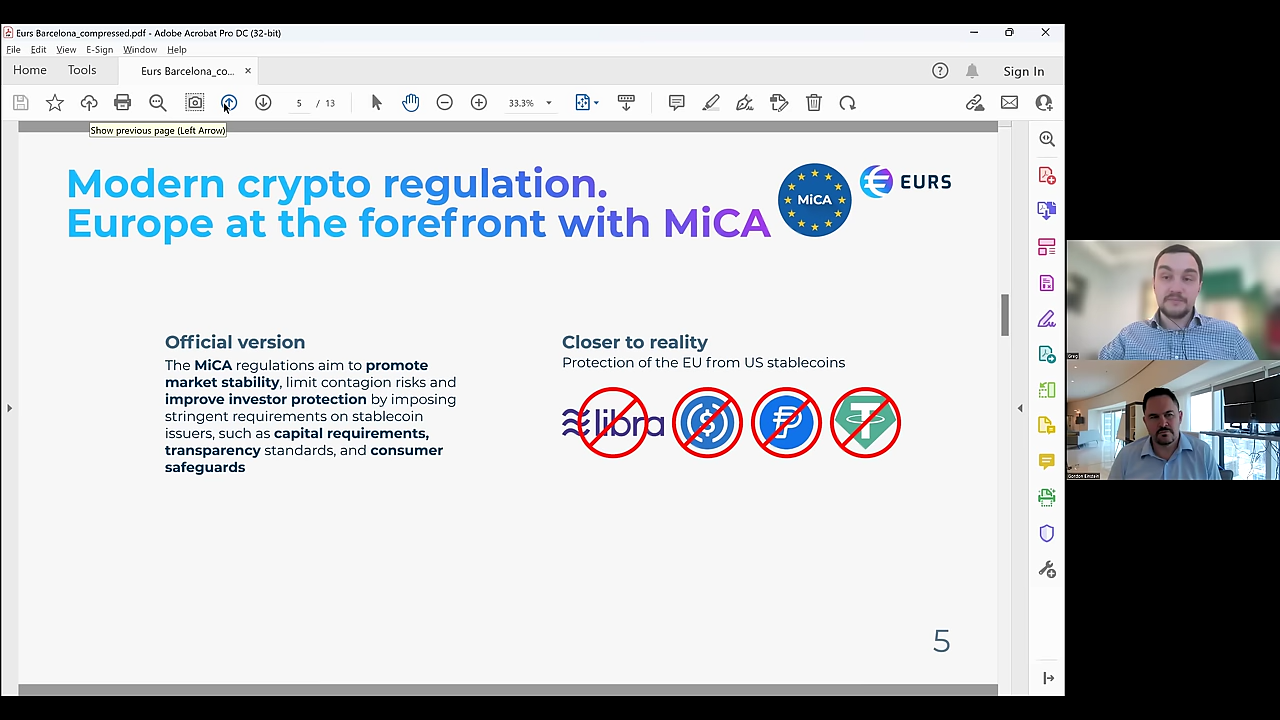 Eurs Barcelona_compressed.pdf - Adobe Acrobat Pro DC (32-bit)
File Edit View E-Sign Window Help
Home Tools Eurs Barcelona_co... × Sign In
5 / 13 33.3%
Show previous page (Left Arrow)
Modern crypto regulation.
Europe at the forefront with MiCA
MiCA
EURS
Official version
The MiCA regulations aim to promote
market stability, limit contagion risks and
improve investor protection by imposing
stringent requirements on stablecoin
issuers, such as capital requirements,
transparency standards, and consumer
safeguards
Closer to reality
Protection of the EU from US stablecoins
libra
5
Greg
Gordon Einstein